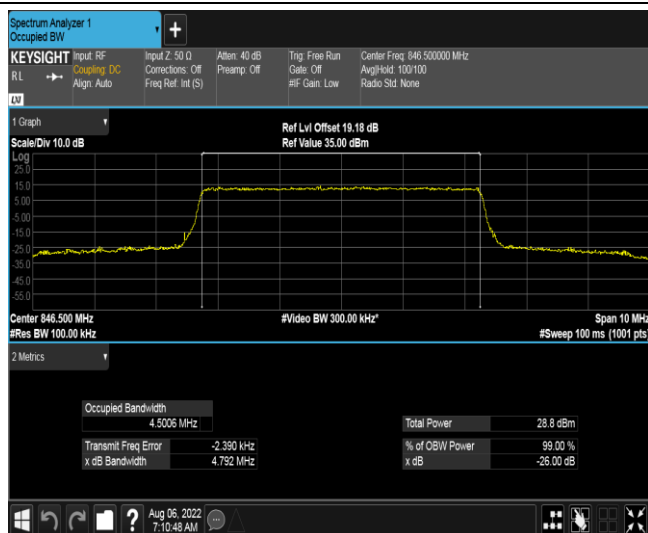 Spectrum Analyzer 1
Occupied BW
+
KEYSIGHT
RL
LXI
Input: RF
Coupling: DC
Align: Auto
Input Z: 50 Ω
Corrections: Off
Freq Ref: Int (S)
Atten: 40 dB
Preamp: Off
Trig: Free Run
Gate: Off
#IF Gain: Low
Center Freq: 846.500000 MHz
Avg|Hold: 100/100
Radio Std: None
1 Graph
Scale/Div 10.0 dB
Ref Lvl Offset 19.18 dB
Ref Value 35.00 dBm
Log
25.0
15.0
5.00
-5.00
-15.0
-25.0
-35.0
-45.0
-55.0
Center 846.500 MHz
#Res BW 100.00 kHz
#Video BW 300.00 kHz*
Span 10 MHz
#Sweep 100 ms (1001 pts)
2 Metrics
Occupied Bandwidth
4.5006 MHz
Transmit Freq Error -2.390 kHz
x dB Bandwidth 4.792 MHz
Total Power 28.8 dBm
% of OBW Power 99.00 %
x dB -26.00 dB
?
Aug 06, 2022
7:10:48 AM